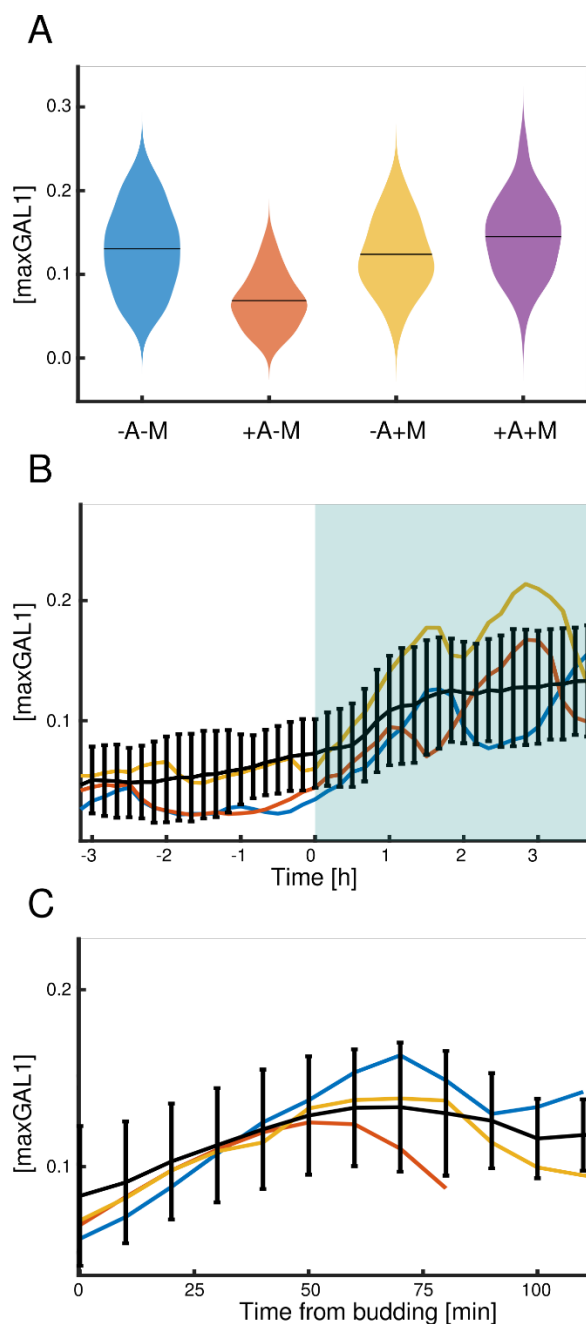 A
[maxGAL1]
0.3
0.2
0.1
0.0
-A-M +A-M -A+M +A+M
B
[maxGAL1]
0.2
0.1
-3 -2 -1 0 1 2 3
Time [h]
C
[maxGAL1]
0.2
0.1
0 25 50 75 100
Time from budding [min]